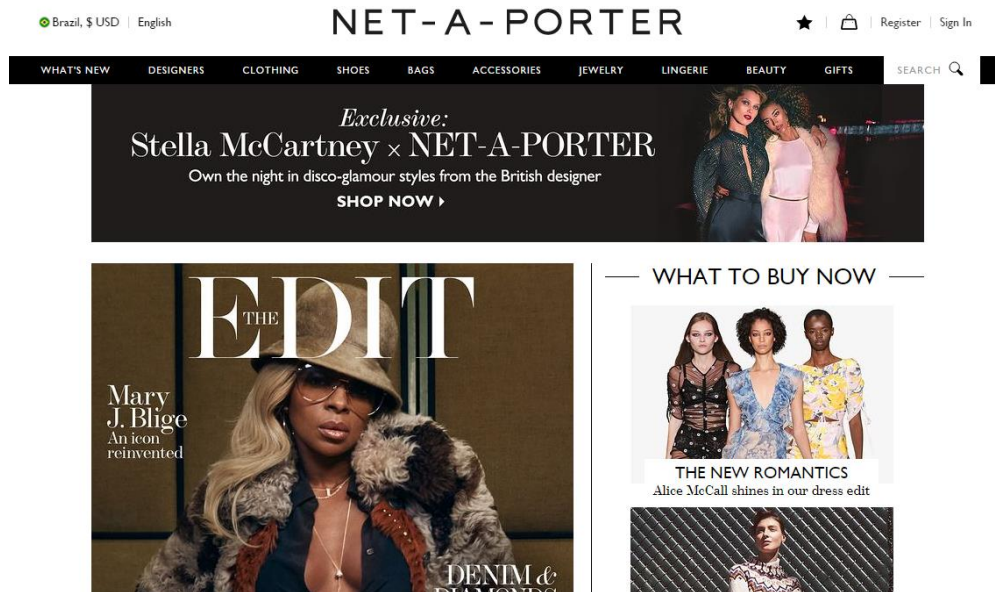 Brazil, $ USD | English
NET-A-PORTER
Register | Sign In
WHAT'S NEW DESIGNERS CLOTHING SHOES BAGS ACCESSORIES JEWELRY LINGERIE BEAUTY GIFTS SEARCH
Exclusive:
Stella McCartney x NET-A-PORTER
Own the night in disco-glamour styles from the British designer
SHOP NOW
THE EDIT
Mary
J. Blige
An icon
reinvented
DENIM &
DIAMONDS
WHAT TO BUY NOW
THE NEW ROMANTICS
Alice McCall shines in our dress edit